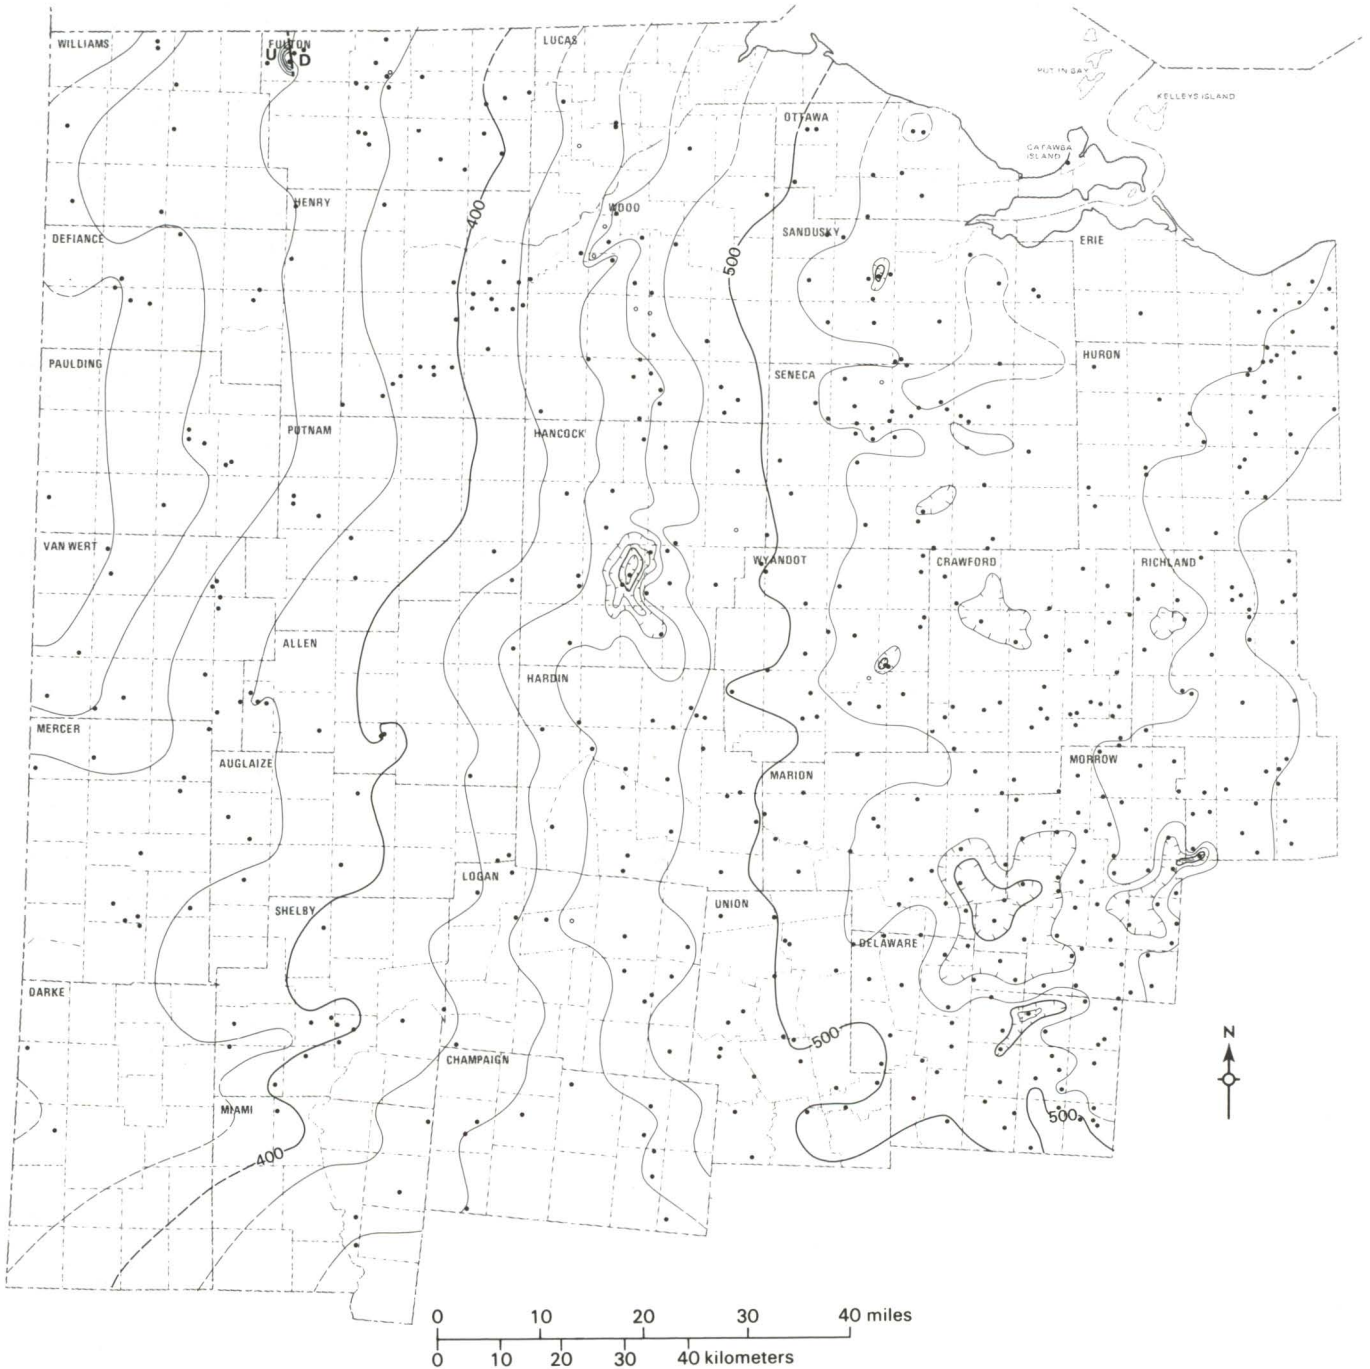 WILLIAMS
FULTON
U D
LUCAS
PUT IN BAY
KELLEYS ISLAND
OTTAWA
CATAWBA
ISLAND
HENRY
400
WOOD
DEFIANCE
SANDUSKY
ERIE
500
PAULDING
HURON
SENECA
PUTNAM
HANCOCK
VAN WERT
WYANDOT
CRAWFORD
RICHLAND
ALLEN
HARDIN
MERCER
AUGLAIZE
MARION
MORROW
LOGAN
SHELBY
UNION
DELAWARE
DARKE
N
500
CHAMPAIGN
MIAMI
500
400
0 10 20 30 40 miles
0 10 20 30 40 kilometers